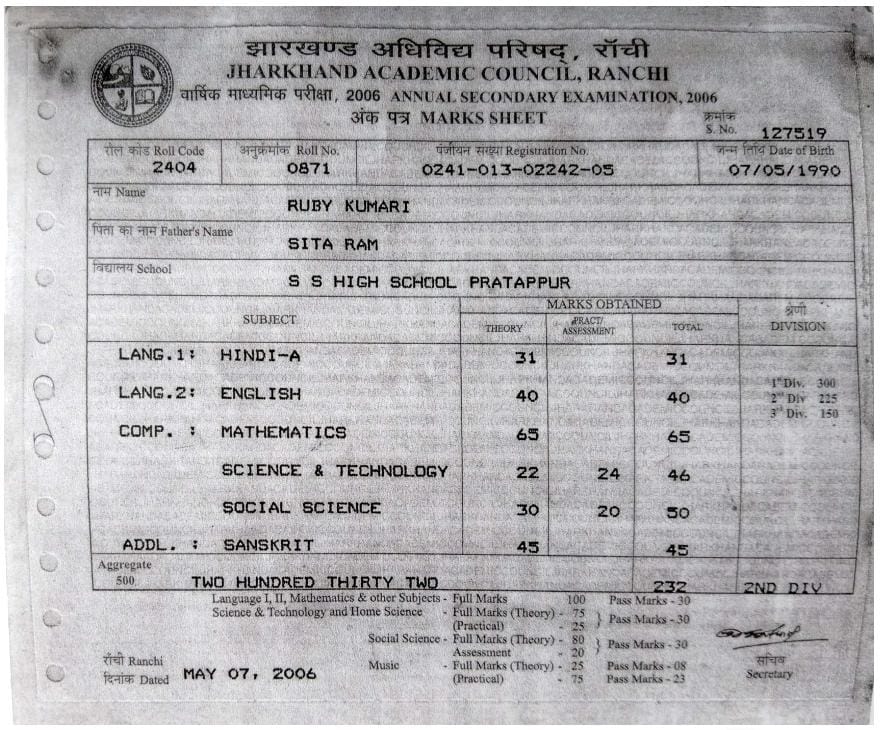 झारखण्ड अधिविद्य परिषद्, राँची
JHARKHAND ACADEMIC COUNCIL, RANCHI
वार्षिक माध्यमिक परीक्षा, 2006 ANNUAL SECONDARY EXAMINATION, 2006
अंक पत्र MARKS SHEET
क्रमांक
S. No. 127519
रोल कोड Roll Code अनुक्रमांक Roll No. पंजीयन संख्या Registration No. जन्म तिथि Date of Birth
2404 0871 0241-013-02242-05 07/05/1990
नाम Name
RUBY KUMARI
पिता का नाम Father's Name
SITA RAM
विद्यालय School
S S HIGH SCHOOL PRATAPPUR
SUBJECT MARKS OBTAINED श्रेणी DIVISION
THEORY PRACT/ ASSESSMENT TOTAL
LANG.1: HINDI-A 31 31
LANG.2: ENGLISH 40 40
1st Div. 300
2nd Div 225
3rd Div. 150
COMP. : MATHEMATICS 65 65
SCIENCE & TECHNOLOGY 22 24 46
SOCIAL SCIENCE 30 20 50
ADDL. : SANSKRIT 45 45
Aggregate
500 TWO HUNDRED THIRTY TWO 232 2ND DIV
Language I, II, Mathematics & other Subjects - Full Marks 100 Pass Marks - 30
Science & Technology and Home Science - Full Marks (Theory) - 75
(Practical) - 25 } Pass Marks - 30
Social Science - Full Marks (Theory) - 80
Assessment - 20 } Pass Marks - 30
Music - Full Marks (Theory) - 25 Pass Marks - 08
(Practical) - 75 Pass Marks - 23
राँची Ranchi
दिनांक Dated MAY 07, 2006
सचिव
Secretary